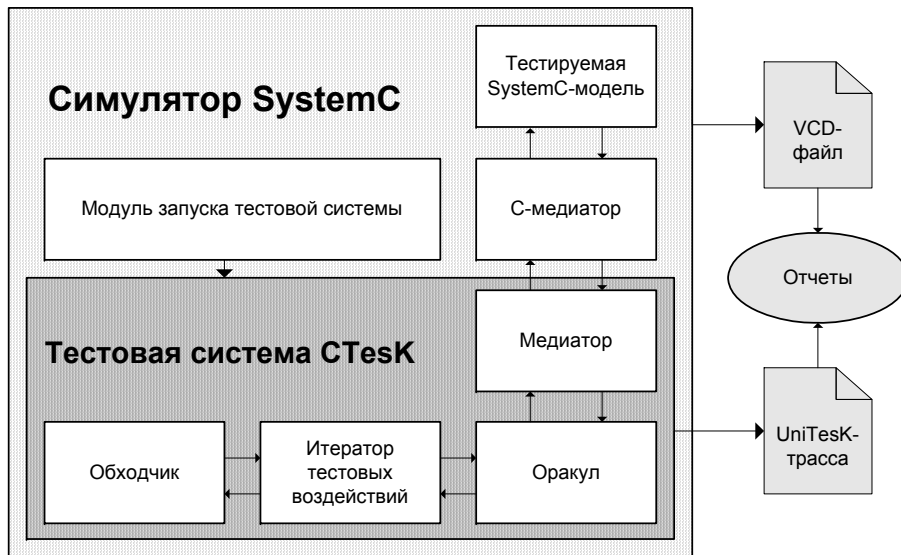 Тестируемая
SystemC-модель
Симулятор SystemC
VCD-
файл
Модуль запуска тестовой системы
С-медиатор
Отчеты
Медиатор
Тестовая система CTesK
UniTesK-
трасса
Обходчик
Итератор
тестовых
воздействий
Оракул